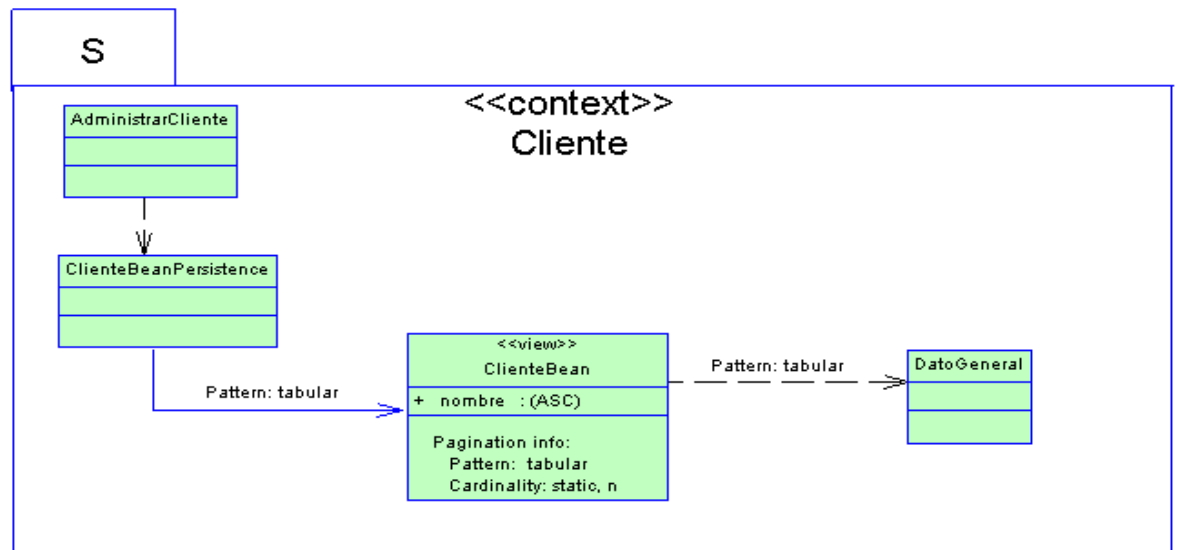 S
<<context>>
Cliente
AdministrarCliente
ClienteBeanPersistence
Pattern: tabular
<<view>>
ClienteBean
+ nombre : (ASC)
Pagination info:
Pattern: tabular
Cardinality: static, n
Pattern: tabular
DatoGeneral